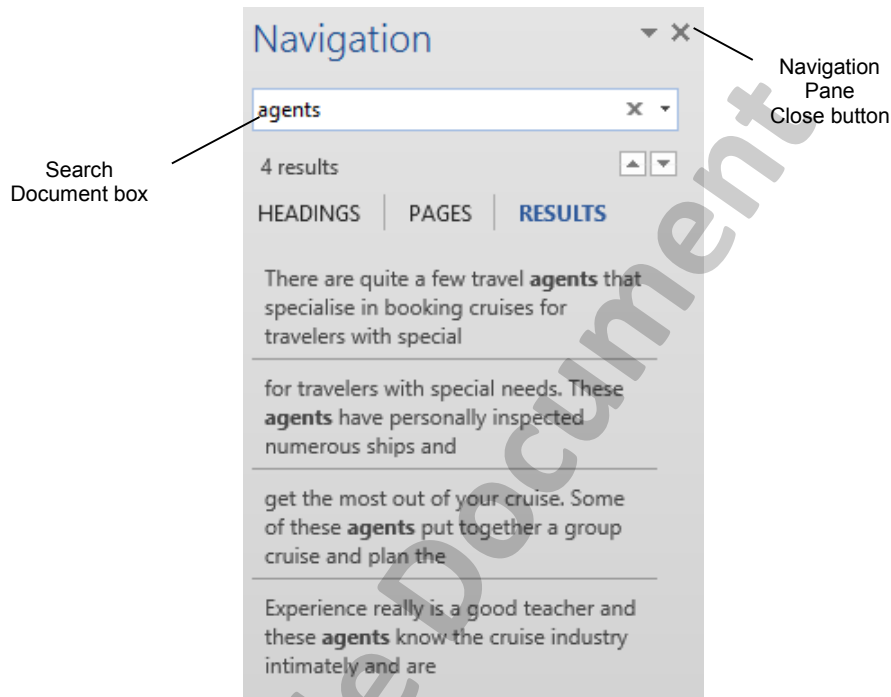 Navigation
Navigation
Pane
Close button
agents
Search
Document box
4 results
HEADINGS PAGES RESULTS
There are quite a few travel agents that
specialise in booking cruises for
travelers with special
for travelers with special needs. These
agents have personally inspected
numerous ships and
get the most out of your cruise. Some
of these agents put together a group
cruise and plan the
Experience really is a good teacher and
these agents know the cruise industry
intimately and are
Document